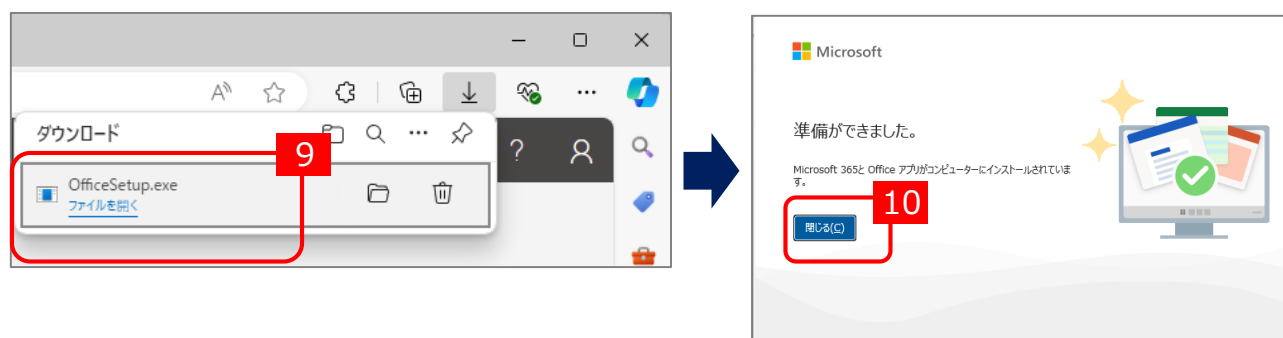 ダウンロード
9
OfficeSetup.exe
ファイルを開く
Microsoft
準備ができました。
Microsoft 365と Office アプリがコンピューターにインストールされていま
す。
10
閉じる(C)